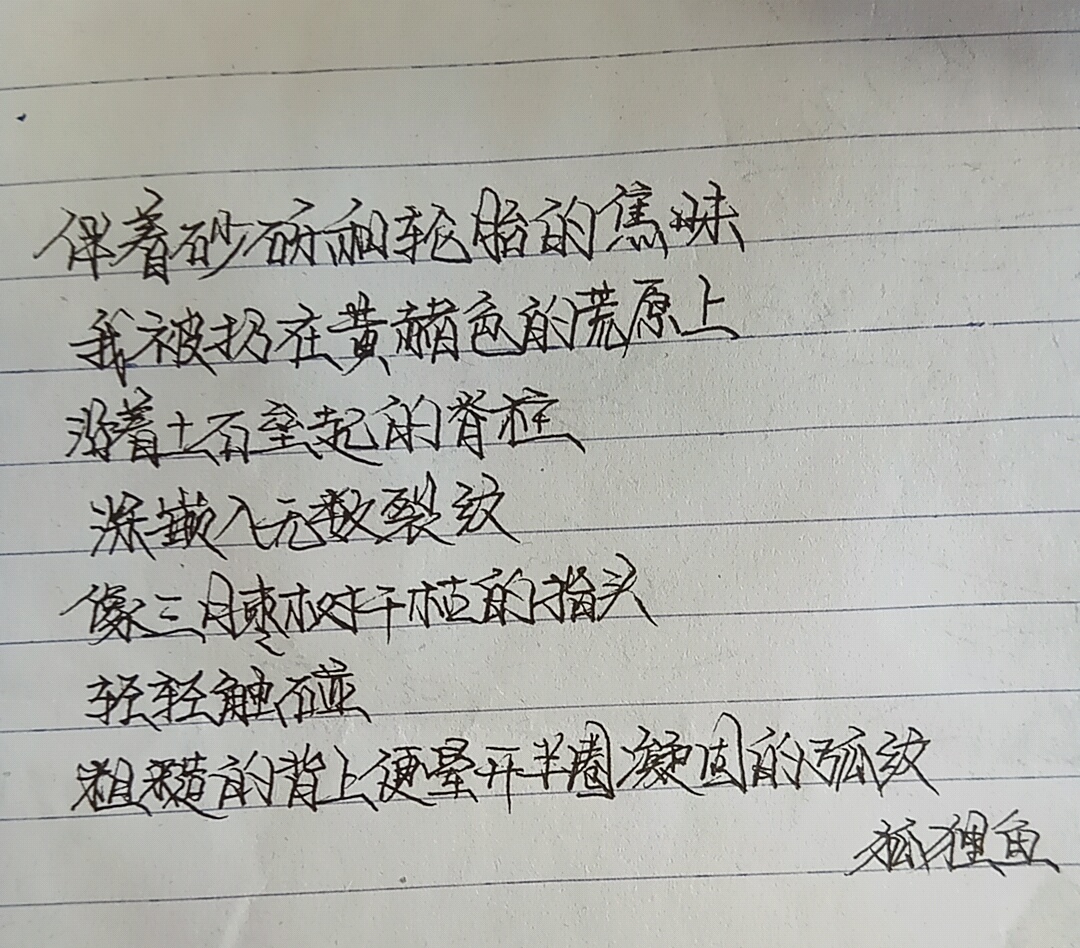 伴着砂砾和轮胎的焦味
我被扔在黄赭色的荒原上
沿着土石垒起的脊柱
深嵌入无数裂纹
像三月枣树干枯的指头
轻轻触碰
粗糙的背上便晕开半圈凝固的弧纹
狐狸鱼